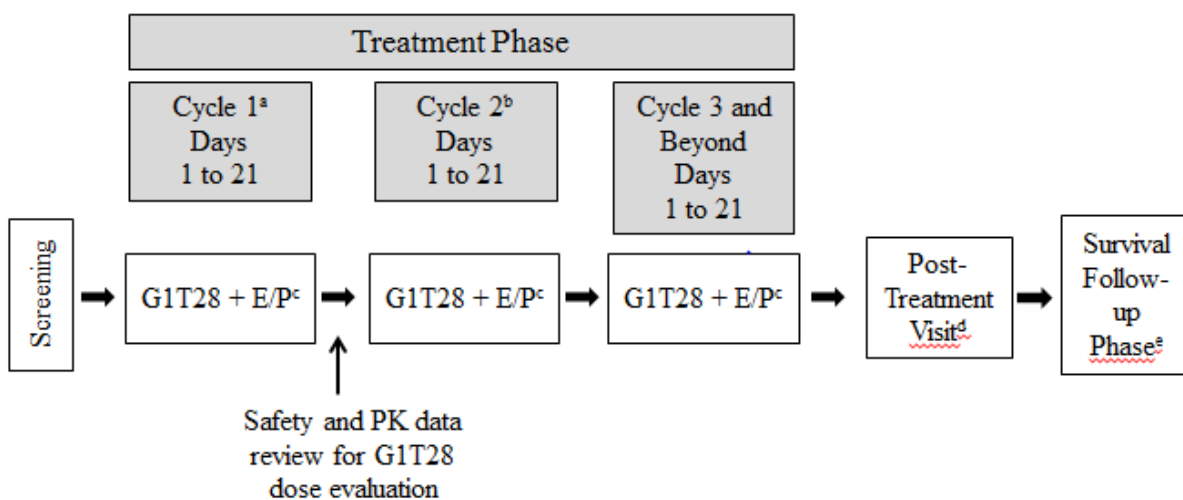 Treatment Phase
Cycle 1ᵃ
Days
1 to 21
Cycle 2ᵇ
Days
1 to 21
Cycle 3 and
Beyond
Days
1 to 21
Screening
G1T28 + E/Pᶜ
G1T28 + E/Pᶜ
G1T28 + E/Pᶜ
Post-
Treatment
Visitᵈ
Survival
Follow-
up
Phaseᵉ
Safety and PK data
review for G1T28
dose evaluation